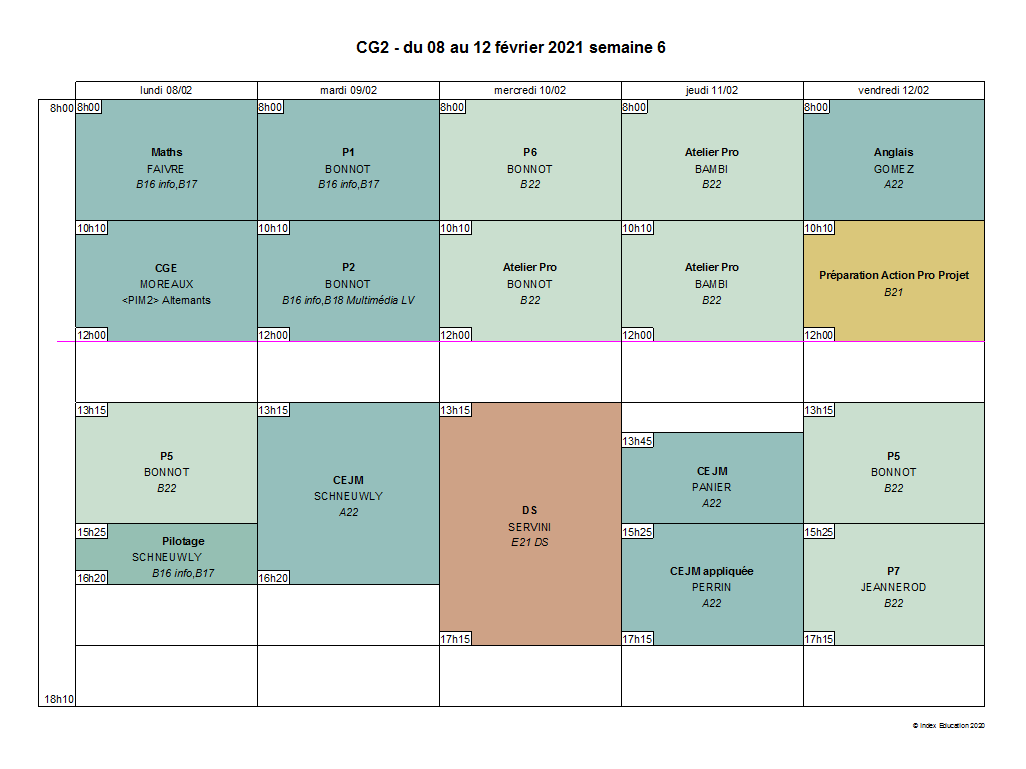 CG2 - du 08 au 12 février 2021 semaine 6
lundi 08/02
mardi 09/02
mercredi 10/02
jeudi 11/02
vendredi 12/02
8h00
8h00
8h00
8h00
8h00
8h00
Maths
FAIVRE
B16 info,B17
P1
BONNOT
B16 info,B17
P6
BONNOT
B22
Atelier Pro
BAMBI
B22
Anglais
GOMEZ
A22
10h10
10h10
10h10
10h10
10h10
CGE
MOREAUX
<PIM2> Alternants
P2
BONNOT
B16 info,B18 Multimédia LV
Atelier Pro
BONNOT
B22
Atelier Pro
BAMBI
B22
Préparation Action Pro Projet
B21
12h00
12h00
12h00
12h00
12h00
13h15
13h15
13h15
13h15
13h45
P5
BONNOT
B22
CEJM
SCHNEUWLY
A22
DS
SERVINI
E21 DS
CEJM
PANIER
A22
P5
BONNOT
B22
15h25
15h25
15h25
Pilotage
SCHNEUWLY
B16 info,B17
16h20
16h20
CEJM appliquée
PERRIN
A22
P7
JEANNEROD
B22
17h15
17h15
17h15
18h10
© Index Education 2020